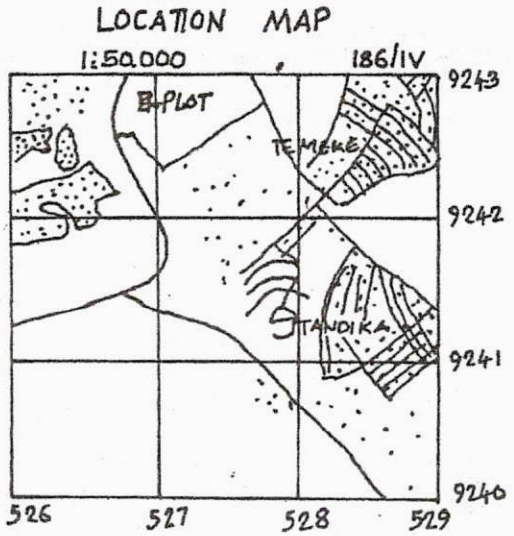 LOCATION MAP
1:50.000 186/IV
9243
PLOT
TEMEKE
9242
TANDIKA
9241
9240
526 527 528 529